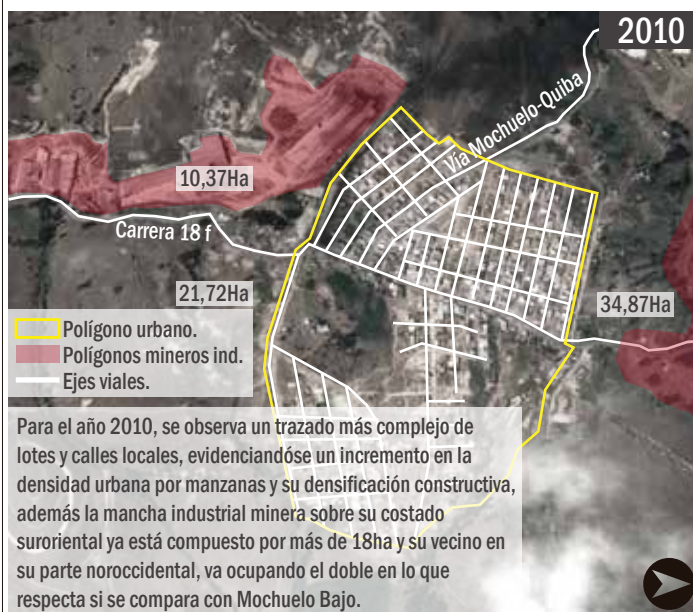 2010
Vía Mochuelo-Quiba
10,37Ha
Carrera 18 f
21,72Ha
34,87Ha
Polígono urbano.
Polígonos mineros ind.
Ejes viales.
Para el año 2010, se observa un trazado más complejo de
lotes y calles locales, evidenciandóse un incremento en la
densidad urbana por manzanas y su densificación constructiva,
además la mancha industrial minera sobre su costado
suroriental ya está compuesto por más de 18ha y su vecino en
su parte noroccidental, va ocupando el doble en lo que
respecta si se compara con Mochuelo Bajo.